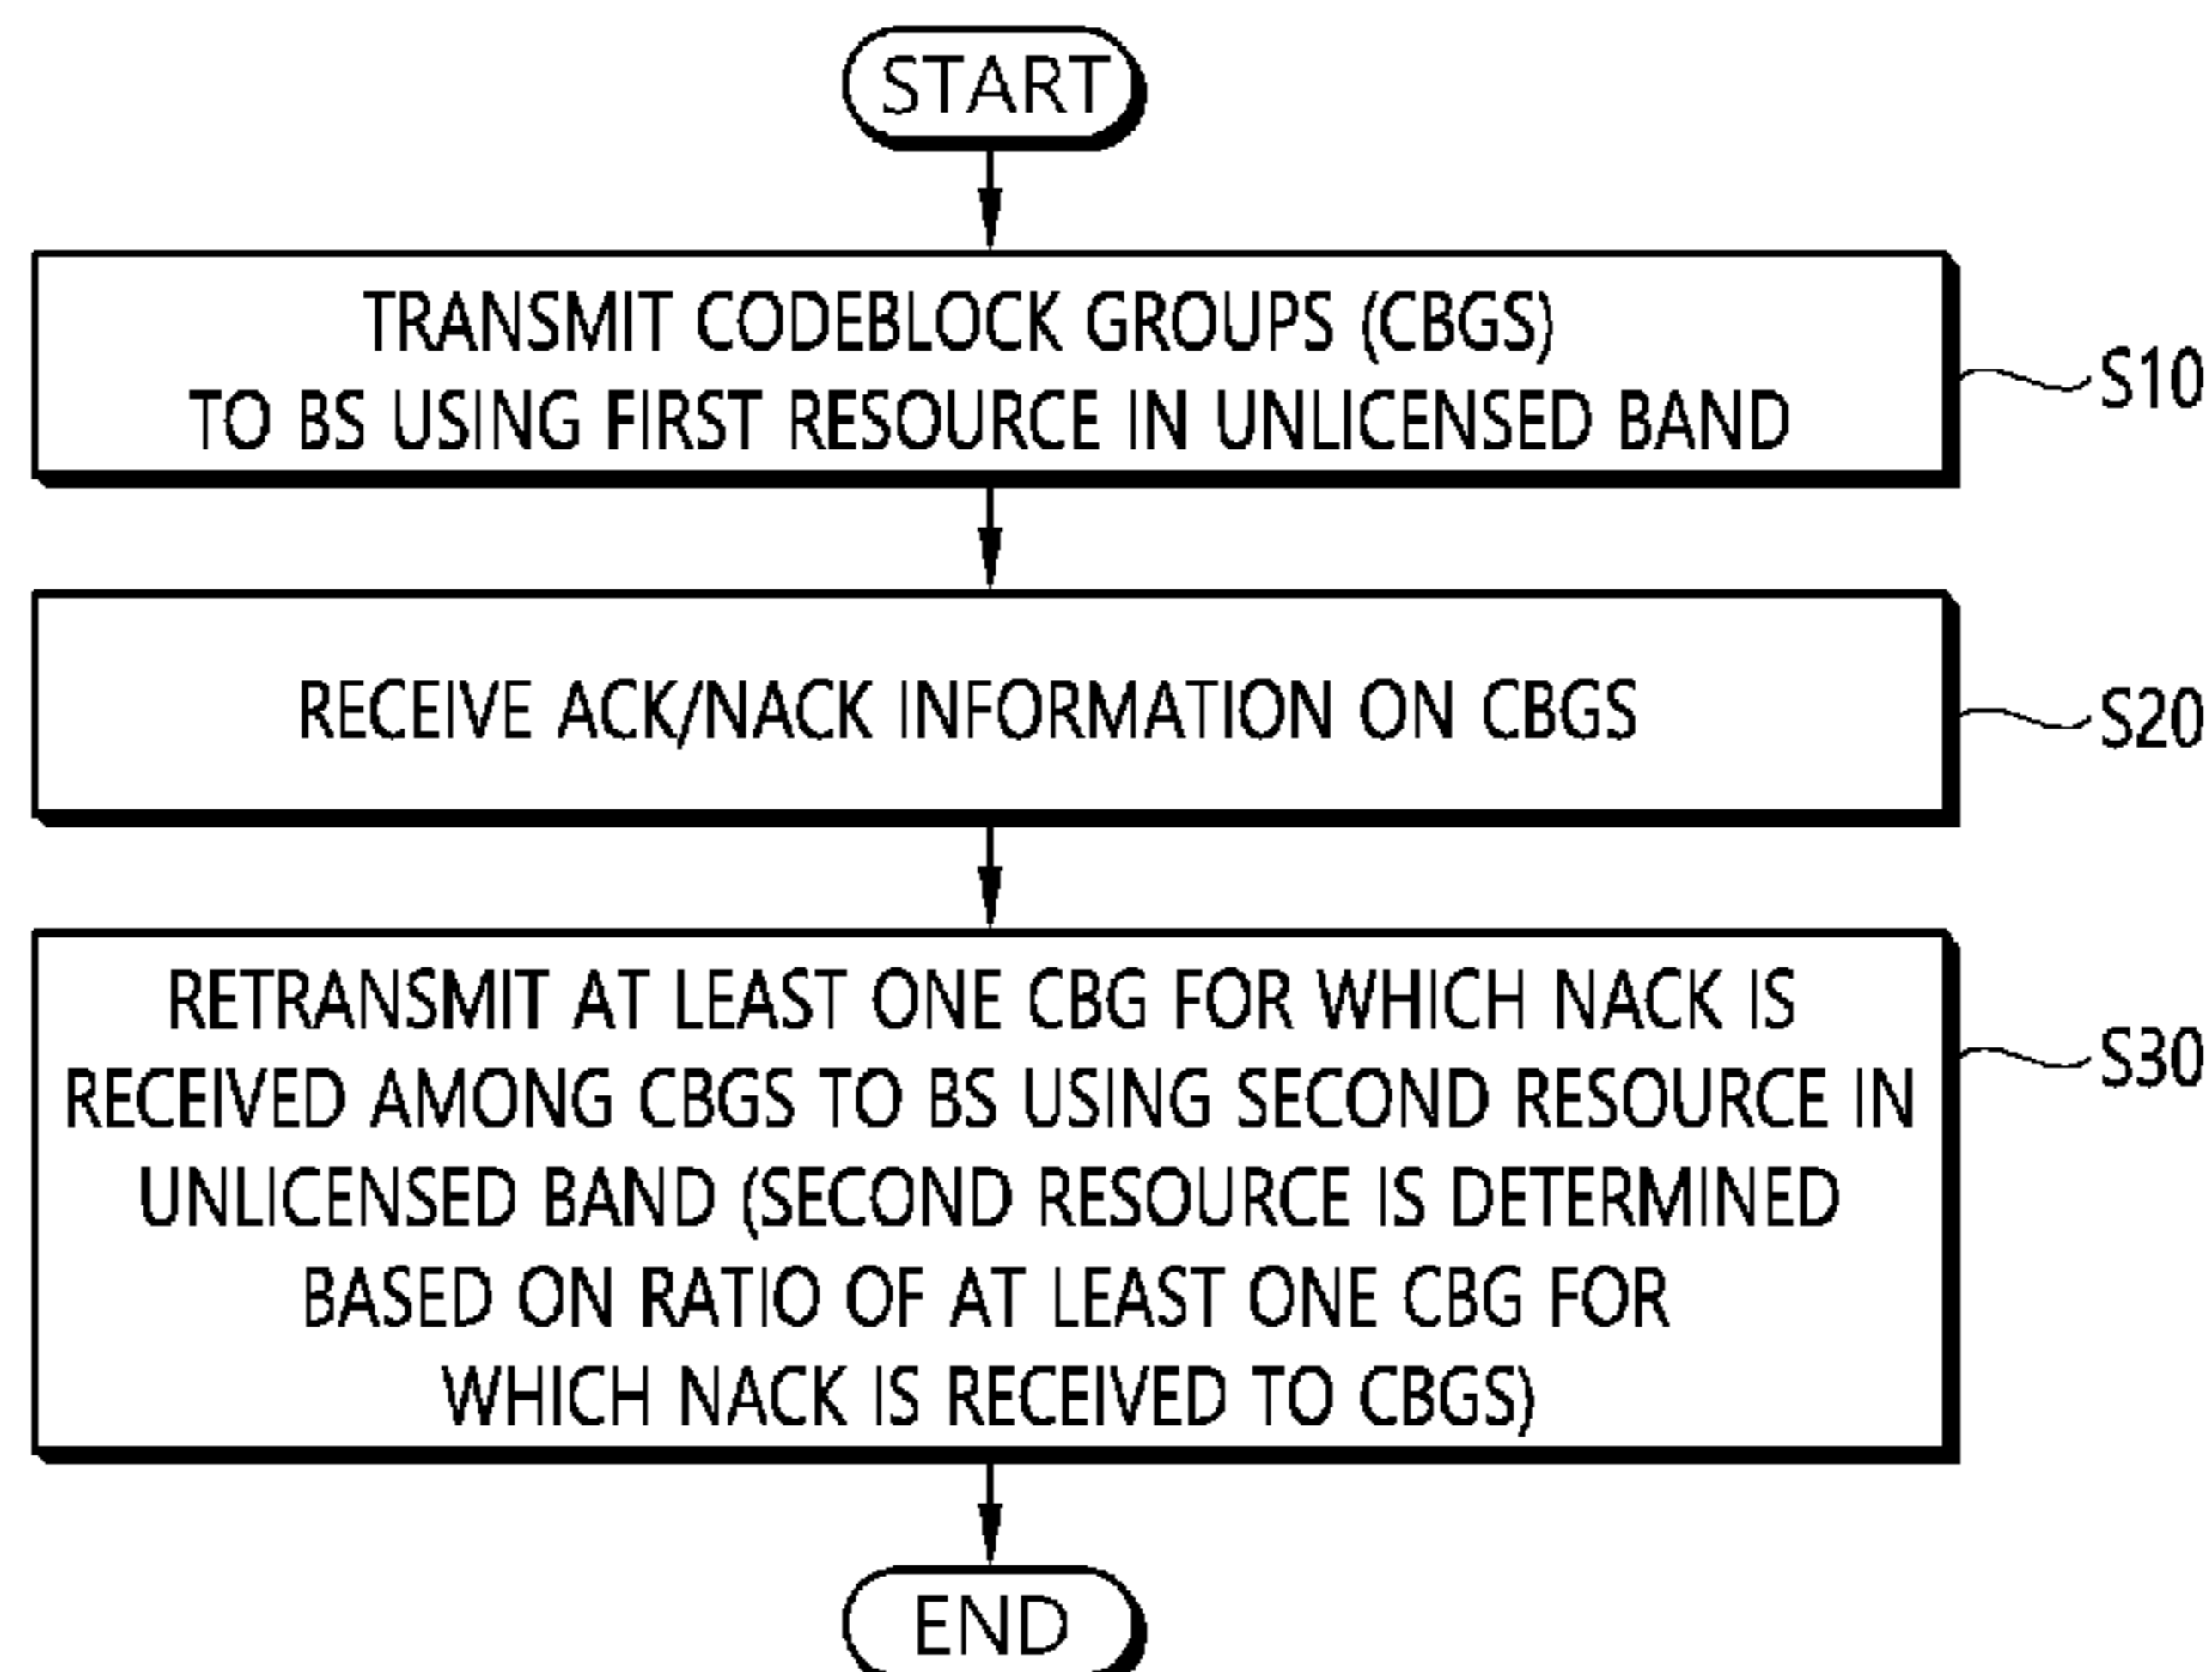 START
TRANSMIT CODEBLOCK GROUPS (CBGS)
TO BS USING FIRST RESOURCE IN UNLICENSED BAND
S10
RECEIVE ACK/NACK INFORMATION ON CBGS
S20
RETRANSMIT AT LEAST ONE CBG FOR WHICH NACK IS
RECEIVED AMONG CBGS TO BS USING SECOND RESOURCE IN
UNLICENSED BAND (SECOND RESOURCE IS DETERMINED
BASED ON RATIO OF AT LEAST ONE CBG FOR
WHICH NACK IS RECEIVED TO CBGS)
S30
END